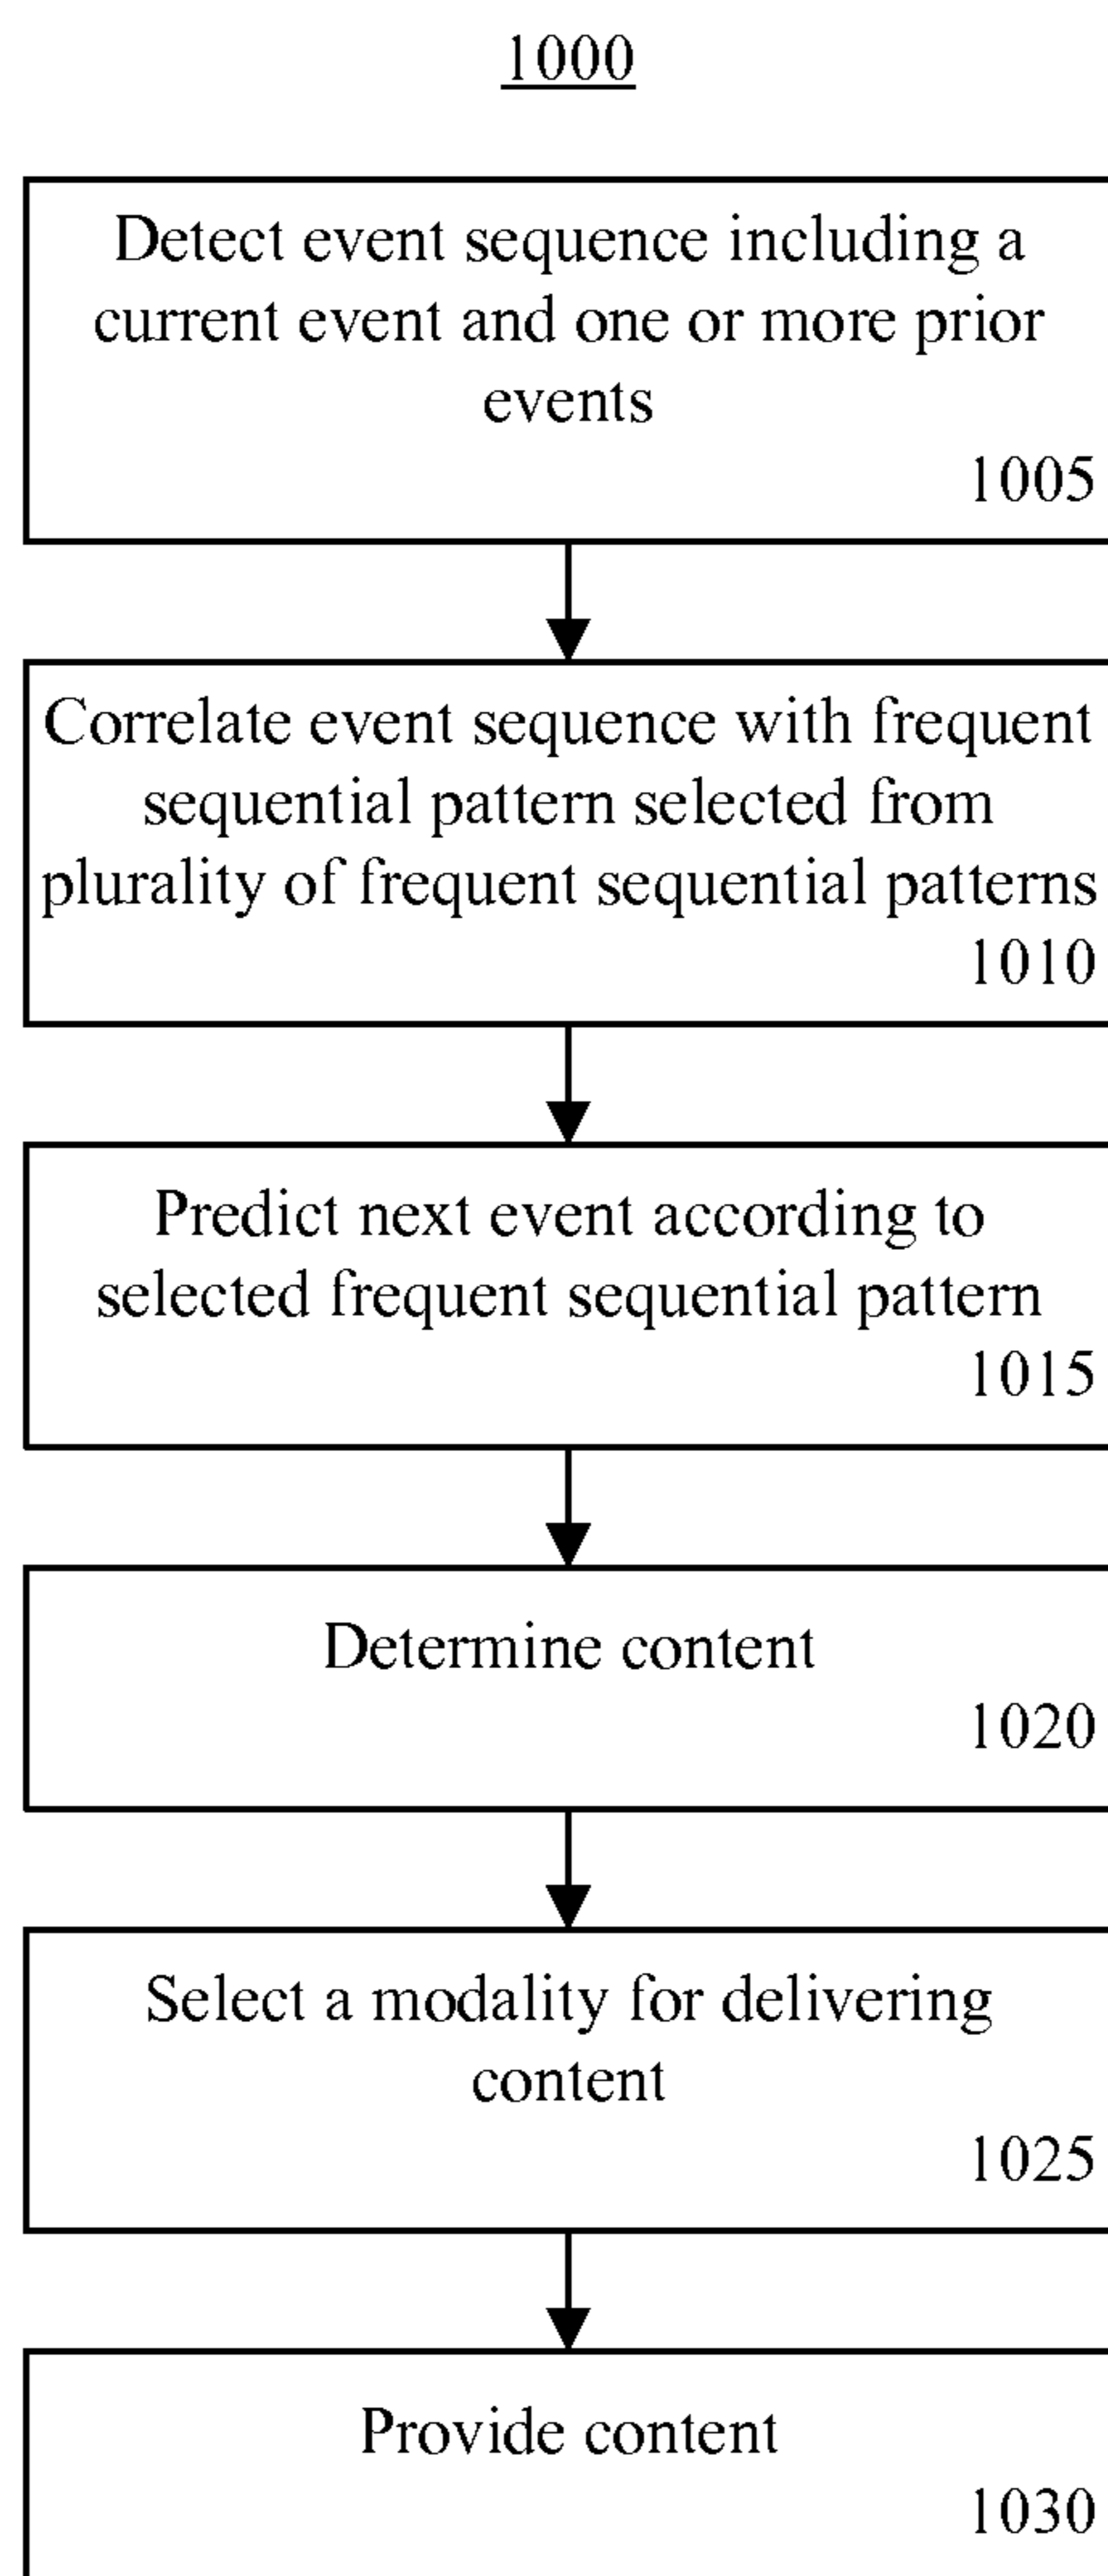 1000
Detect event sequence including a
current event and one or more prior
events
1005
Correlate event sequence with frequent
sequential pattern selected from
plurality of frequent sequential patterns
1010
Predict next event according to
selected frequent sequential pattern
1015
Determine content
1020
Select a modality for delivering
content
1025
Provide content
1030